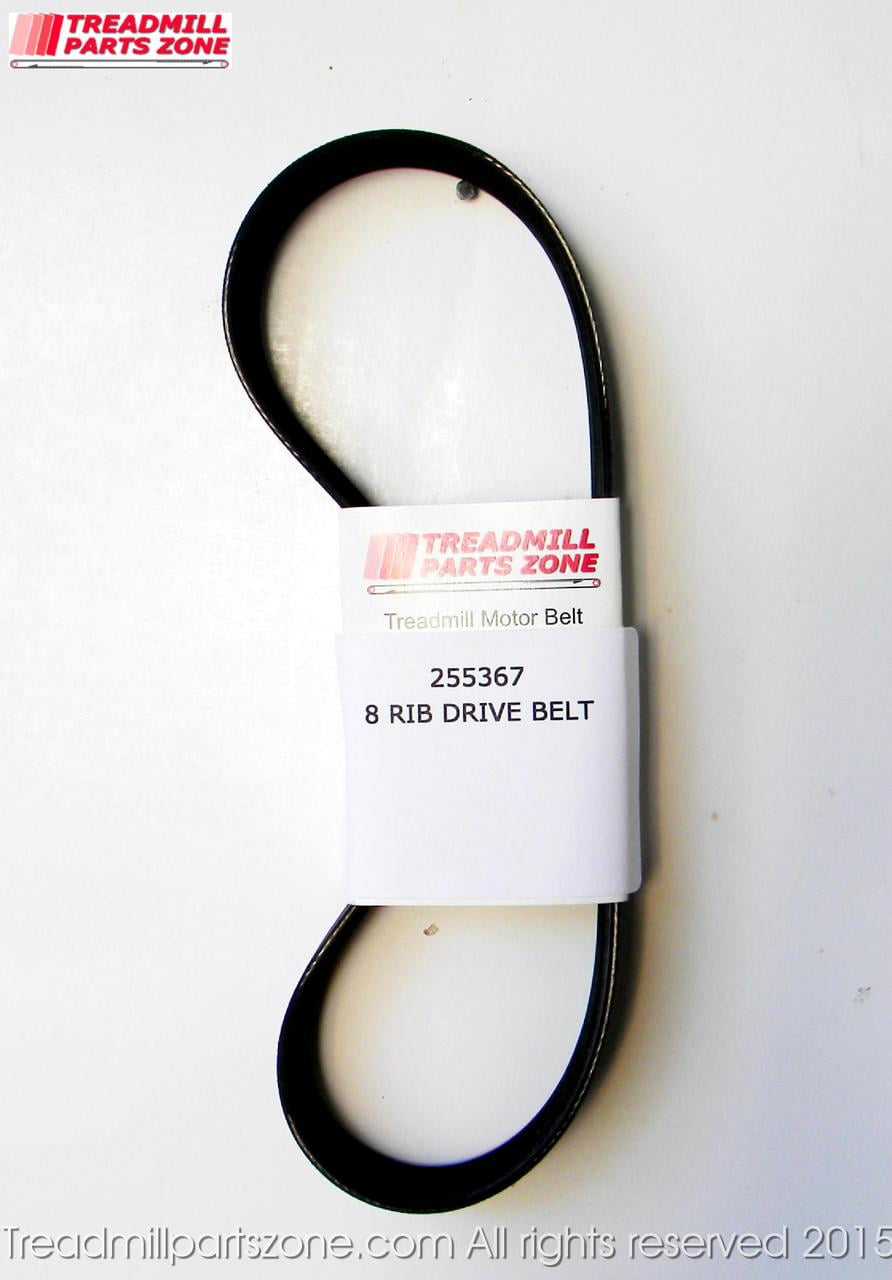 TREADMILL
PARTS ZONE
TREADMILL
PARTS ZONE
Treadmill Motor Belt
255367
8 RIB DRIVE BELT
Treadmillpartszone.com All rights reserved 2015